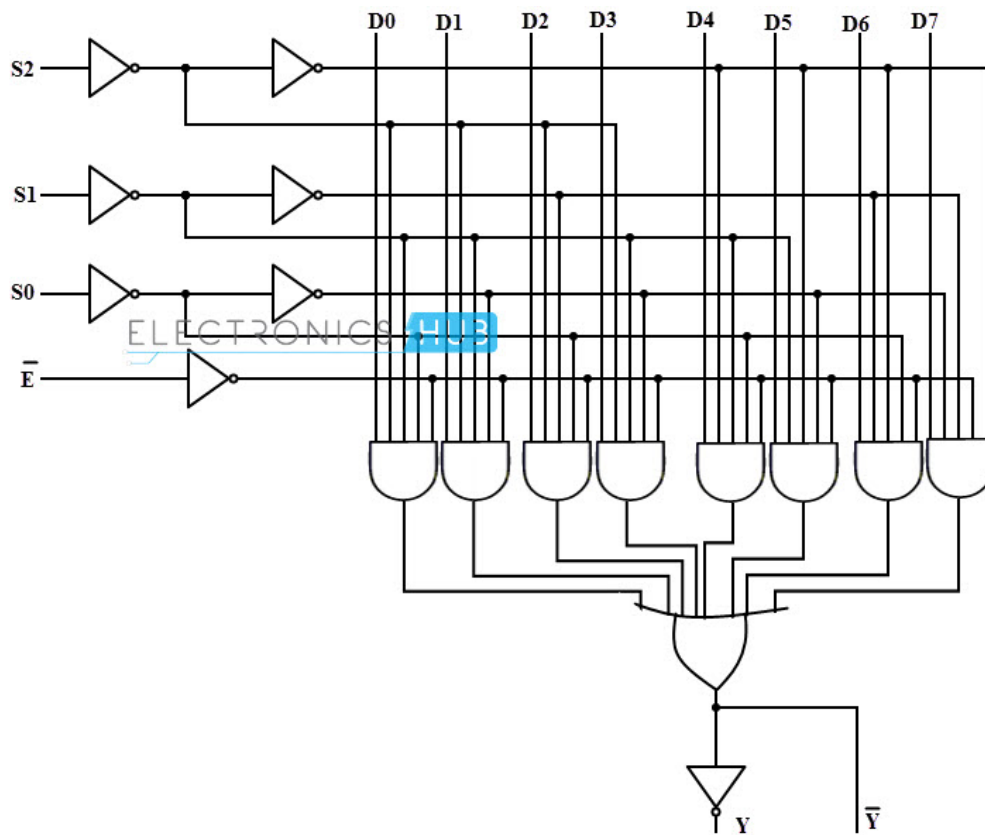 D0 D1 D2 D3 D4 D5 D6 D7
S2
S1
S0
ELECTRONICS HUB
E̅
Y Y̅